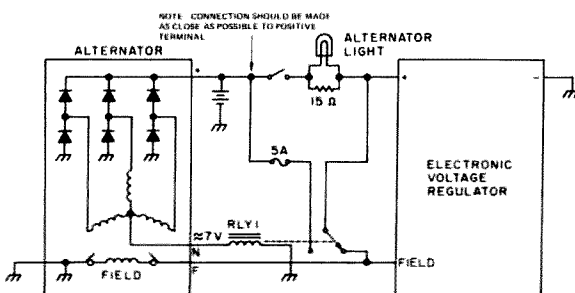 NOTE CONNECTION SHOULD BE MADE
AS CLOSE AS POSSIBLE TO POSITIVE
TERMINAL
ALTERNATOR
ALTERNATOR
LIGHT
+
+
−
15 Ω
5A
ELECTRONIC
VOLTAGE
REGULATOR
≈7V
RLY1
N
F
FIELD
FIELD